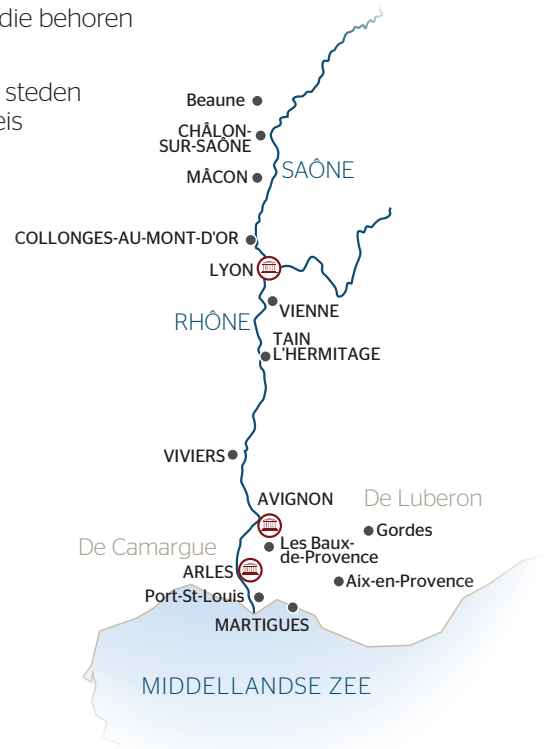 die behoren
steden
eis
Beaune
CHÂLON-
SUR-SAÔNE
MÂCON
SAÔNE
COLLONGES-AU-MONT-D'OR
LYON
VIENNE
RHÔNE
TAIN
L'HERMITAGE
VIVIERS
AVIGNON
De Luberon
Gordes
De Camargue
Les Baux-
de-Provence
ARLES
Aix-en-Provence
Port-St-Louis
MARTIGUES
MIDDELLANDSE ZEE